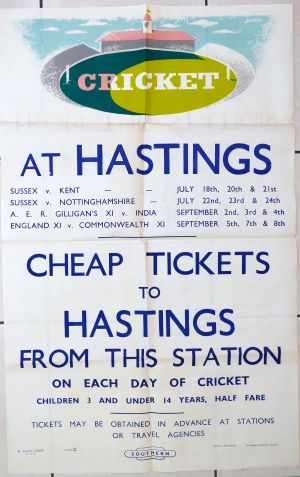 CRICKET
AT HASTINGS
SUSSEX v. KENT — — JULY 18th, 20th & 21st
SUSSEX v. NOTTINGHAMSHIRE — JULY 22nd, 23rd & 24th
A. E. R. GILLIGAN'S XI v. INDIA SEPTEMBER 2nd, 3rd & 4th
ENGLAND XI v. COMMONWEALTH XI SEPTEMBER 5th, 7th & 8th
CHEAP TICKETS
TO
HASTINGS
FROM THIS STATION
ON EACH DAY OF CRICKET
CHILDREN 3 AND UNDER 14 YEARS, HALF FARE
TICKETS MAY BE OBTAINED IN ADVANCE AT STATIONS
OR TRAVEL AGENCIES
SOUTHERN